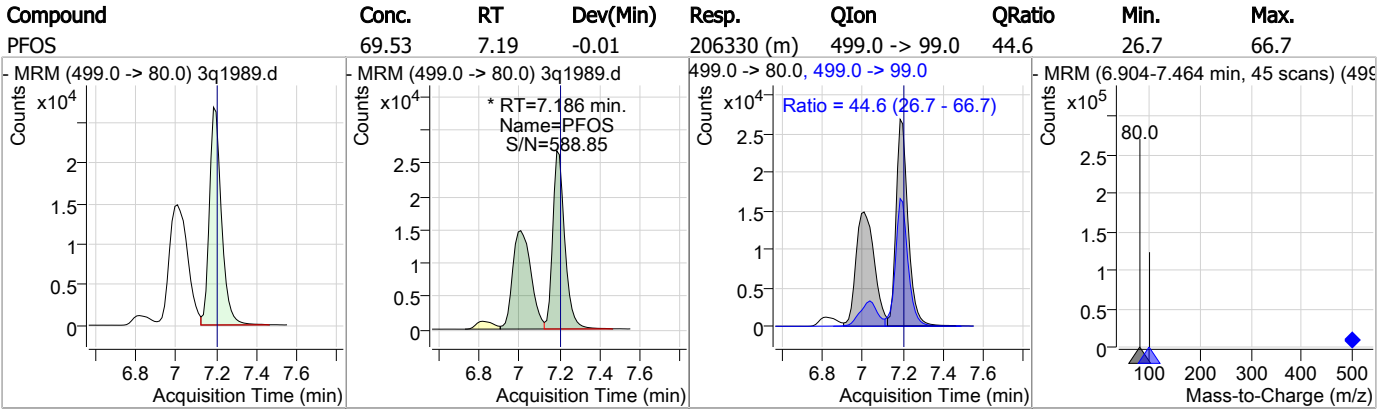 Compound Conc. RT Dev(Min) Resp. QIon QRatio Min. Max.
PFOS 69.53 7.19 -0.01 206330 (m) 499.0 -> 99.0 44.6 26.7 66.7
- MRM (499.0 -> 80.0) 3q1989.d
Counts
x10⁴
2
1.5
1
0.5
0
6.8 7 7.2 7.4 7.6
Acquisition Time (min)
- MRM (499.0 -> 80.0) 3q1989.d
Counts
x10⁴
* RT=7.186 min.
Name=PFOS
S/N=588.85
2.5
2
1.5
1
0.5
0
6.8 7 7.2 7.4 7.6
Acquisition Time (min)
499.0 -> 80.0, 499.0 -> 99.0
Counts
x10⁴
Ratio = 44.6 (26.7 - 66.7)
2.5
2
1.5
1
0.5
0
6.8 7 7.2 7.4 7.6
Acquisition Time (min)
- MRM (6.904-7.464 min, 45 scans) (499
Counts
x10⁵
80.0
2.5
2
1.5
1
0.5
0
100 200 300 400 500
Mass-to-Charge (m/z)